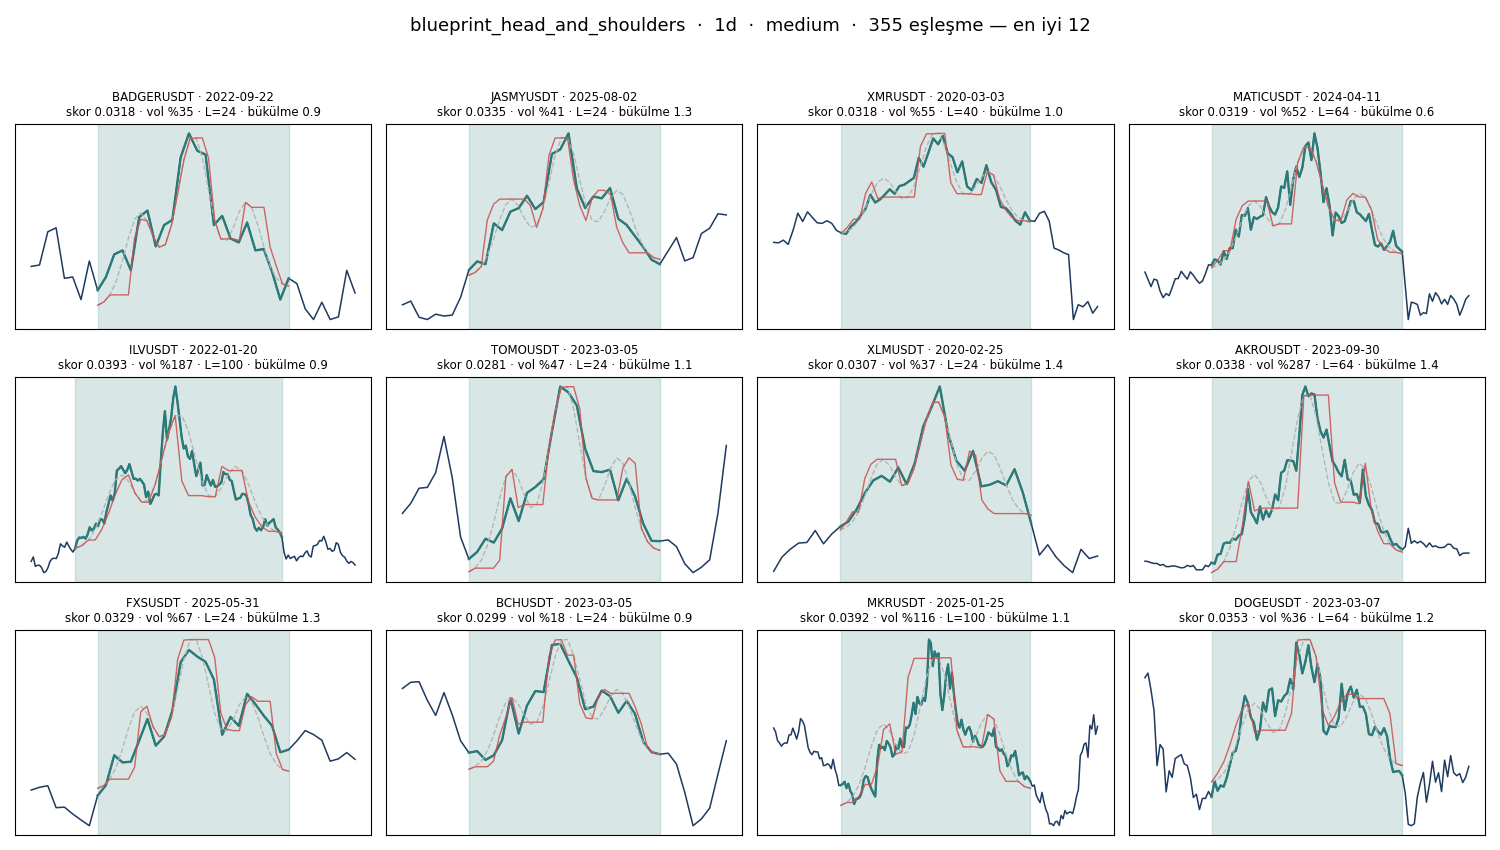 blueprint_head_and_shoulders · 1d · medium · 355 eşleşme — en iyi 12
BADGERUSDT · 2022-09-22
skor 0.0318 · vol %35 · L=24 · bükülme 0.9
JASMYUSDT · 2025-08-02
skor 0.0335 · vol %41 · L=24 · bükülme 1.3
XMRUSDT · 2020-03-03
skor 0.0318 · vol %55 · L=40 · bükülme 1.0
MATICUSDT · 2024-04-11
skor 0.0319 · vol %52 · L=64 · bükülme 0.6
ILVUSDT · 2022-01-20
skor 0.0393 · vol %187 · L=100 · bükülme 0.9
TOMOUSDT · 2023-03-05
skor 0.0281 · vol %47 · L=24 · bükülme 1.1
XLMUSDT · 2020-02-25
skor 0.0307 · vol %37 · L=24 · bükülme 1.4
AKROUSDT · 2023-09-30
skor 0.0338 · vol %287 · L=64 · bükülme 1.4
FXSUSDT · 2025-05-31
skor 0.0329 · vol %67 · L=24 · bükülme 1.3
BCHUSDT · 2023-03-05
skor 0.0299 · vol %18 · L=24 · bükülme 0.9
MKRUSDT · 2025-01-25
skor 0.0392 · vol %116 · L=100 · bükülme 1.1
DOGEUSDT · 2023-03-07
skor 0.0353 · vol %36 · L=64 · bükülme 1.2